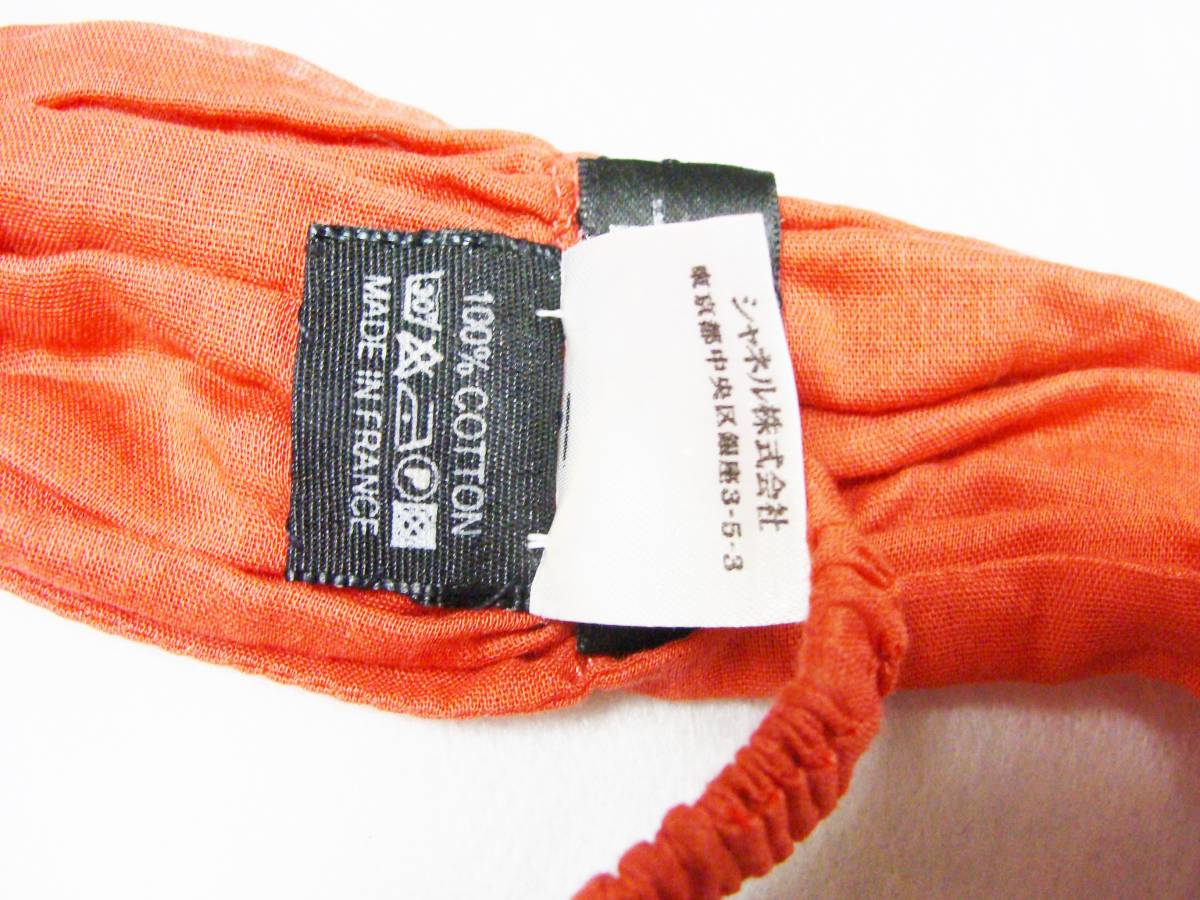 100% COTTON
30
MADE IN FRANCE
シャネル株式会社
東京都中央区銀座3-5-3